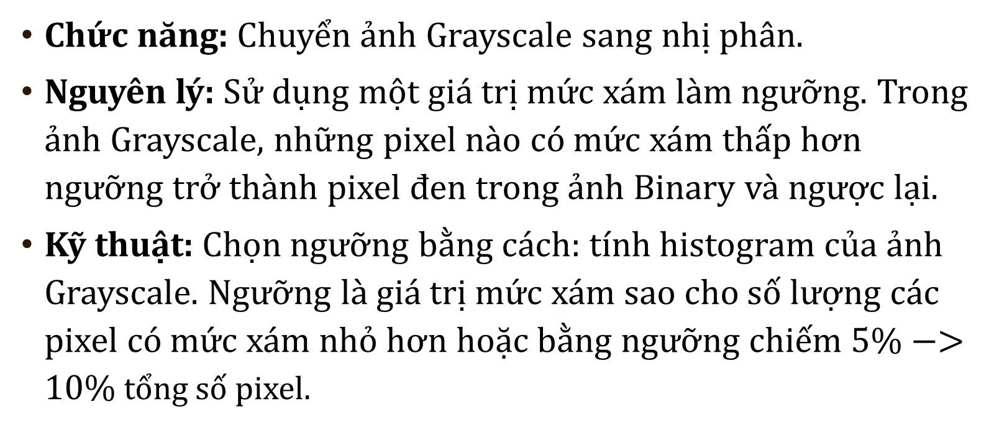 • Chức năng: Chuyển ảnh Grayscale sang nhị phân.
• Nguyên lý: Sử dụng một giá trị mức xám làm ngưỡng. Trong
ảnh Grayscale, những pixel nào có mức xám thấp hơn
ngưỡng trở thành pixel đen trong ảnh Binary và ngược lại.
• Kỹ thuật: Chọn ngưỡng bằng cách: tính histogram của ảnh
Grayscale. Ngưỡng là giá trị mức xám sao cho số lượng các
pixel có mức xám nhỏ hơn hoặc bằng ngưỡng chiếm 5% −>
10% tổng số pixel.